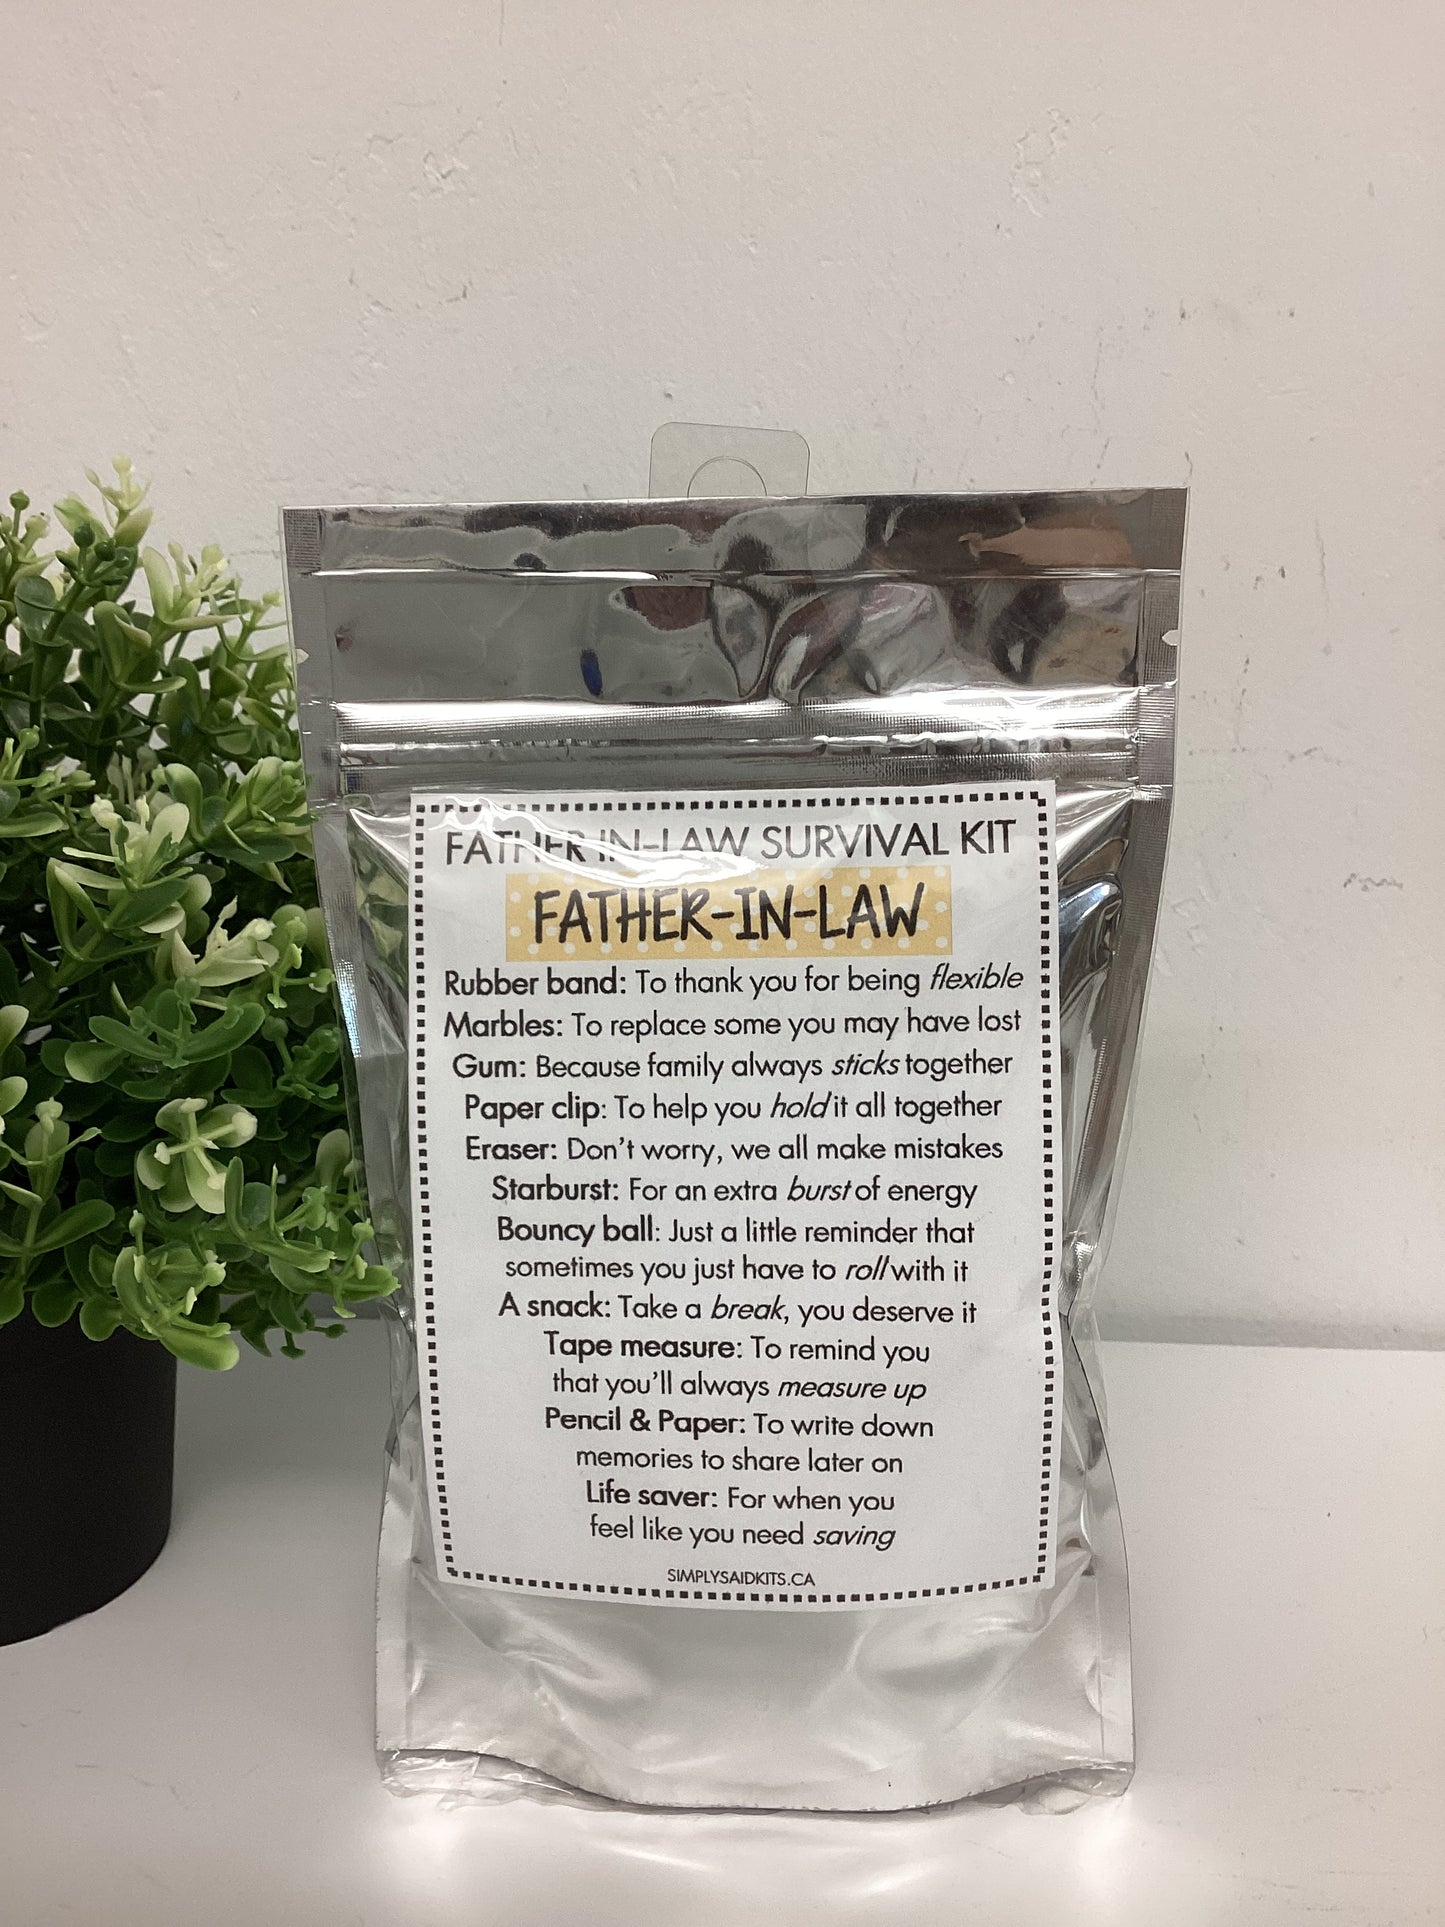 FATHER IN-LAW SURVIVAL KIT
FATHER-IN-LAW
Rubber band: To thank you for being flexible
Marbles: To replace some you may have lost
Gum: Because family always sticks together
Paper clip: To help you hold it all together
Eraser: Don't worry, we all make mistakes
Starburst: For an extra burst of energy
Bouncy ball: Just a little reminder that
sometimes you just have to roll with it
A snack: Take a break, you deserve it
Tape measure: To remind you
that you'll always measure up
Pencil & Paper: To write down
memories to share later on
Life saver: For when you
feel like you need saving
SIMPLYSAIDKITS.CA